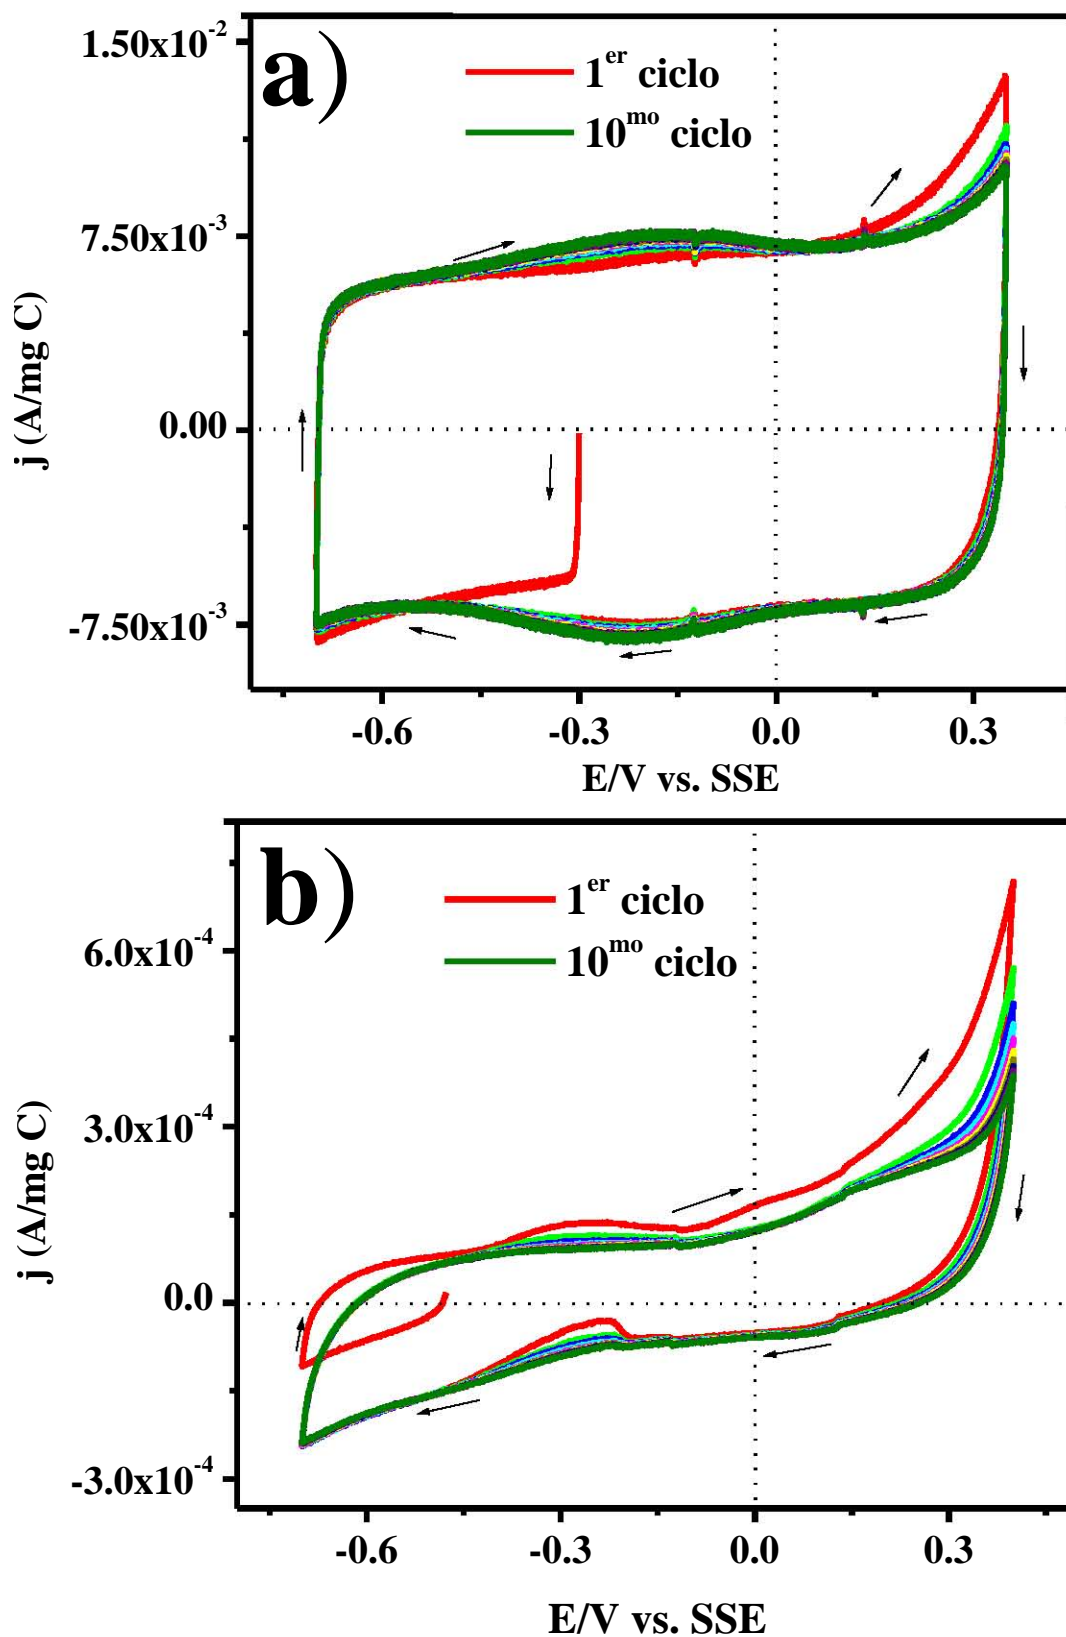 a)
1er ciclo
10mo ciclo
1.50x10-2
7.50x10-3
0.00
-7.50x10-3
j (A/mg C)
-0.6 -0.3 0.0 0.3
E/V vs. SSE
b)
1er ciclo
10mo ciclo
6.0x10-4
3.0x10-4
0.0
-3.0x10-4
j (A/mg C)
-0.6 -0.3 0.0 0.3
E/V vs. SSE